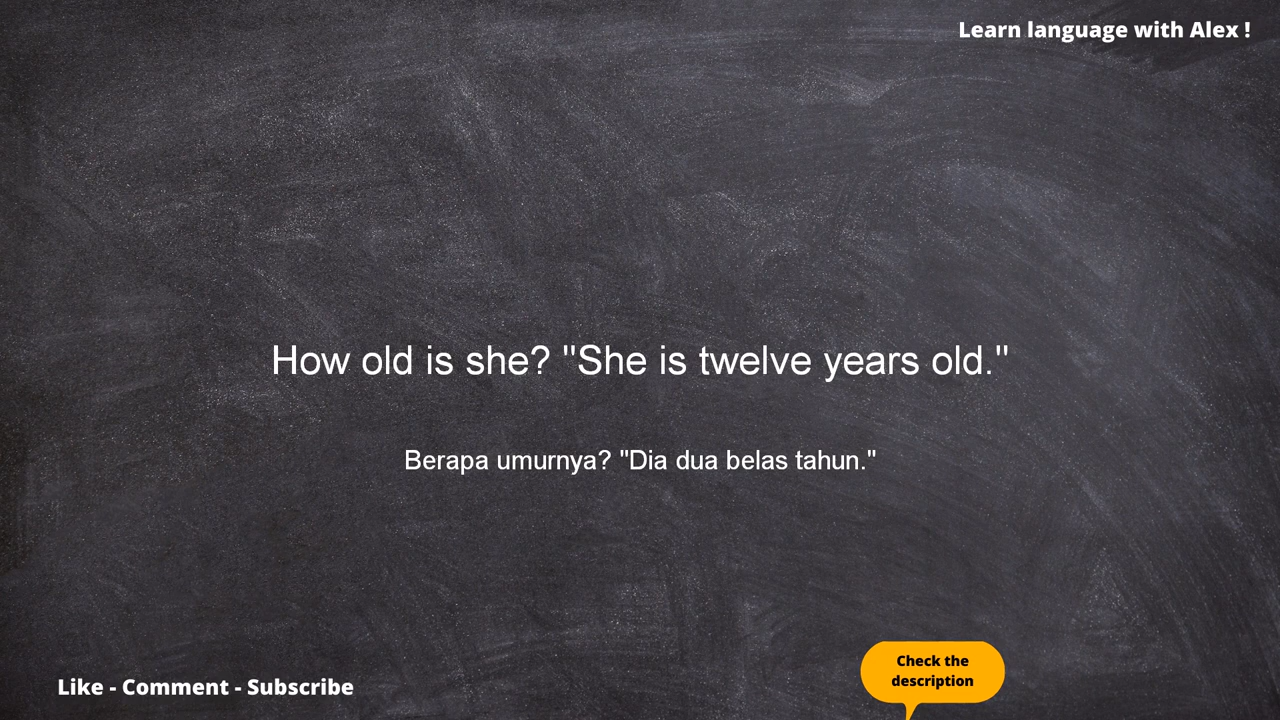 Learn language with Alex !
How old is she? "She is twelve years old."
Berapa umurnya? "Dia dua belas tahun."
Check the
description
Like - Comment - Subscribe